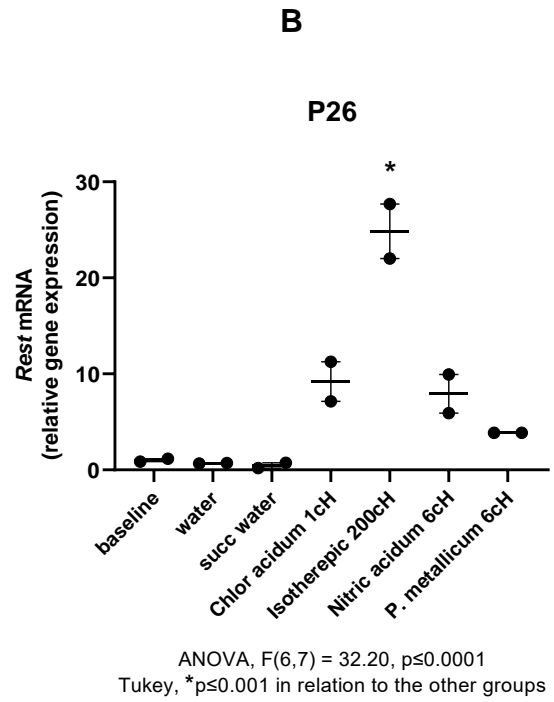 B
P26
*
Rest mRNA
(relative gene expression)
30
20
10
0
baseline
water
succ water
Chlor acidum 1cH
Isotherepic 200cH
Nitric acidum 6cH
P. metallicum 6cH
ANOVA, F(6,7) = 32.20, p≤0.0001
Tukey, *p≤0.001 in relation to the other groups